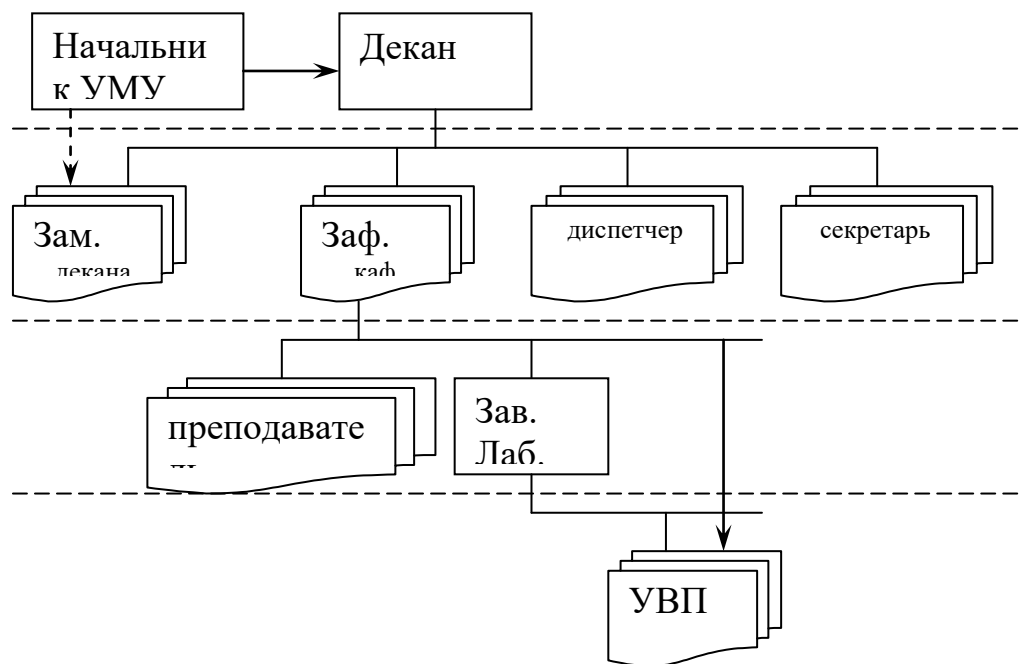 Начальни
к УМУ
Декан
Зам.
декана
Заф.
каф
диспетчер
секретарь
преподавате
Зав.
Лаб.
УВП